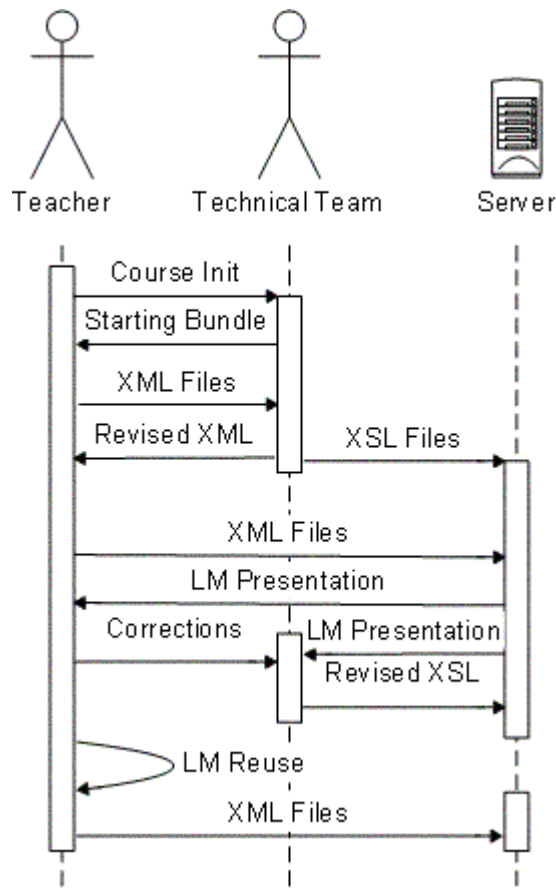 Teacher
Technical Team
Server
Course Init
Starting Bundle
XML Files
Revised XML
XSL Files
XML Files
LM Presentation
Corrections
LM Presentation
Revised XSL
LM Reuse
XML Files